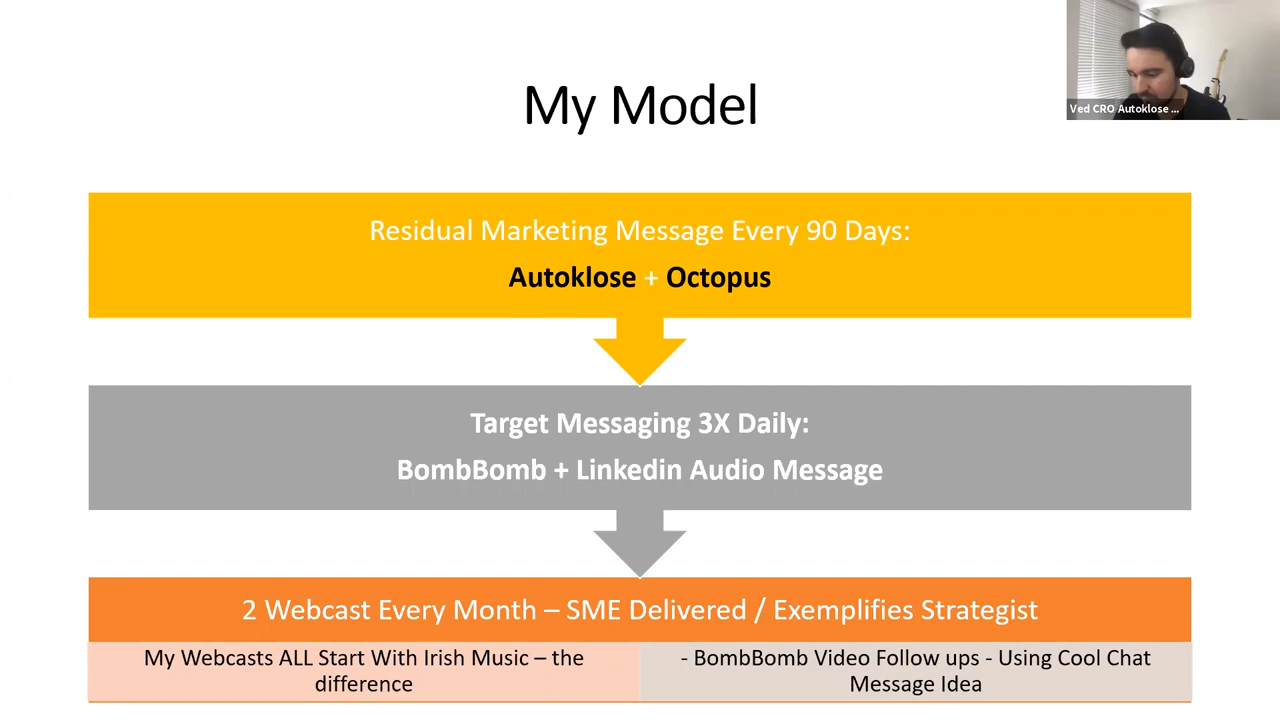 Ved CRO Autoklose ...
My Model
Residual Marketing Message Every 90 Days:
Autoklose + Octopus
Target Messaging 3X Daily:
BombBomb + Linkedin Audio Message
2 Webcast Every Month – SME Delivered / Exemplifies Strategist
My Webcasts ALL Start With Irish Music – the
difference
- BombBomb Video Follow ups - Using Cool Chat
Message Idea